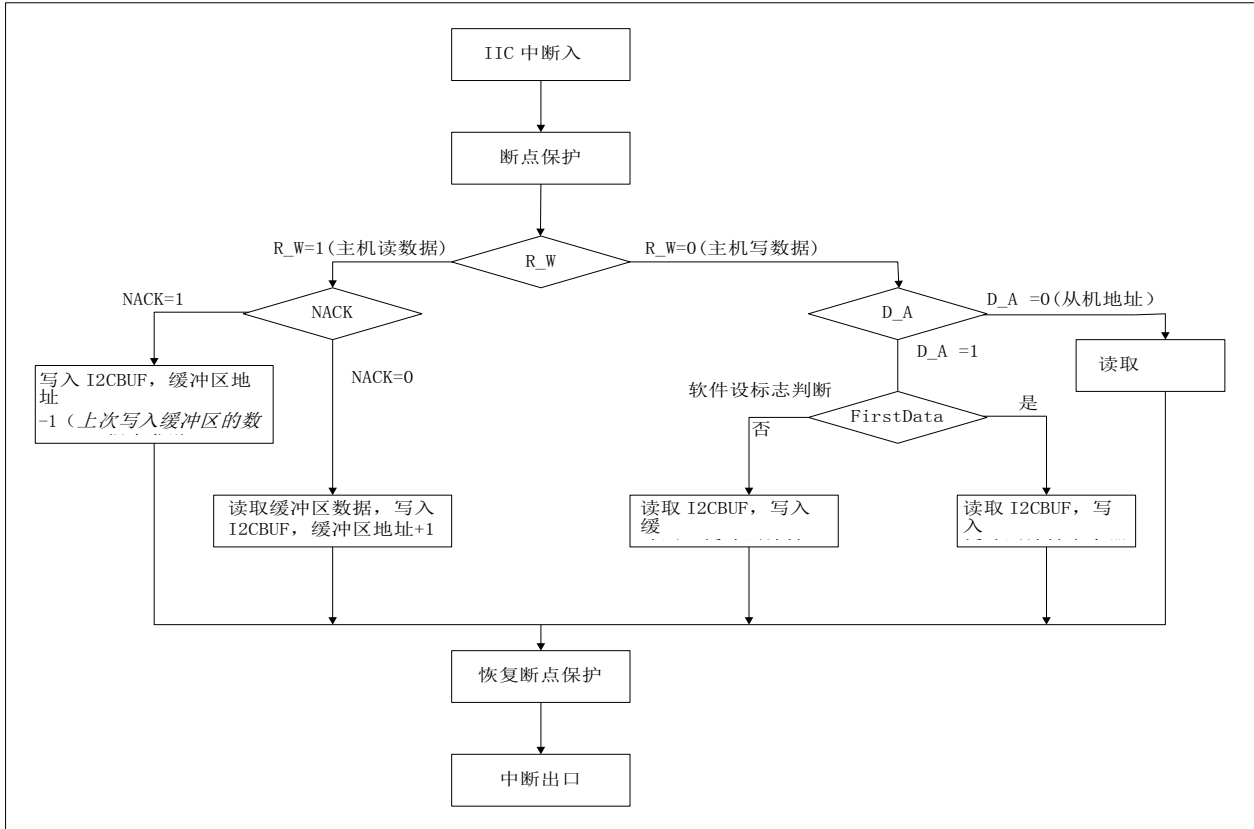 IIC 中断入
断点保护
R_W=1(主机读数据)
R_W
R_W=0(主机写数据)
NACK=1
NACK
D_A
D_A =0(从机地址)
NACK=0
D_A =1
写入 I2CBUF，缓冲区地
址
-1（上次写入缓冲区的数
读取
软件设标志判断
FirstData
是
否
读取缓冲区数据，写入
I2CBUF，缓冲区地址+1
读取 I2CBUF，写入
缓
读取 I2CBUF，写
入
恢复断点保护
中断出口